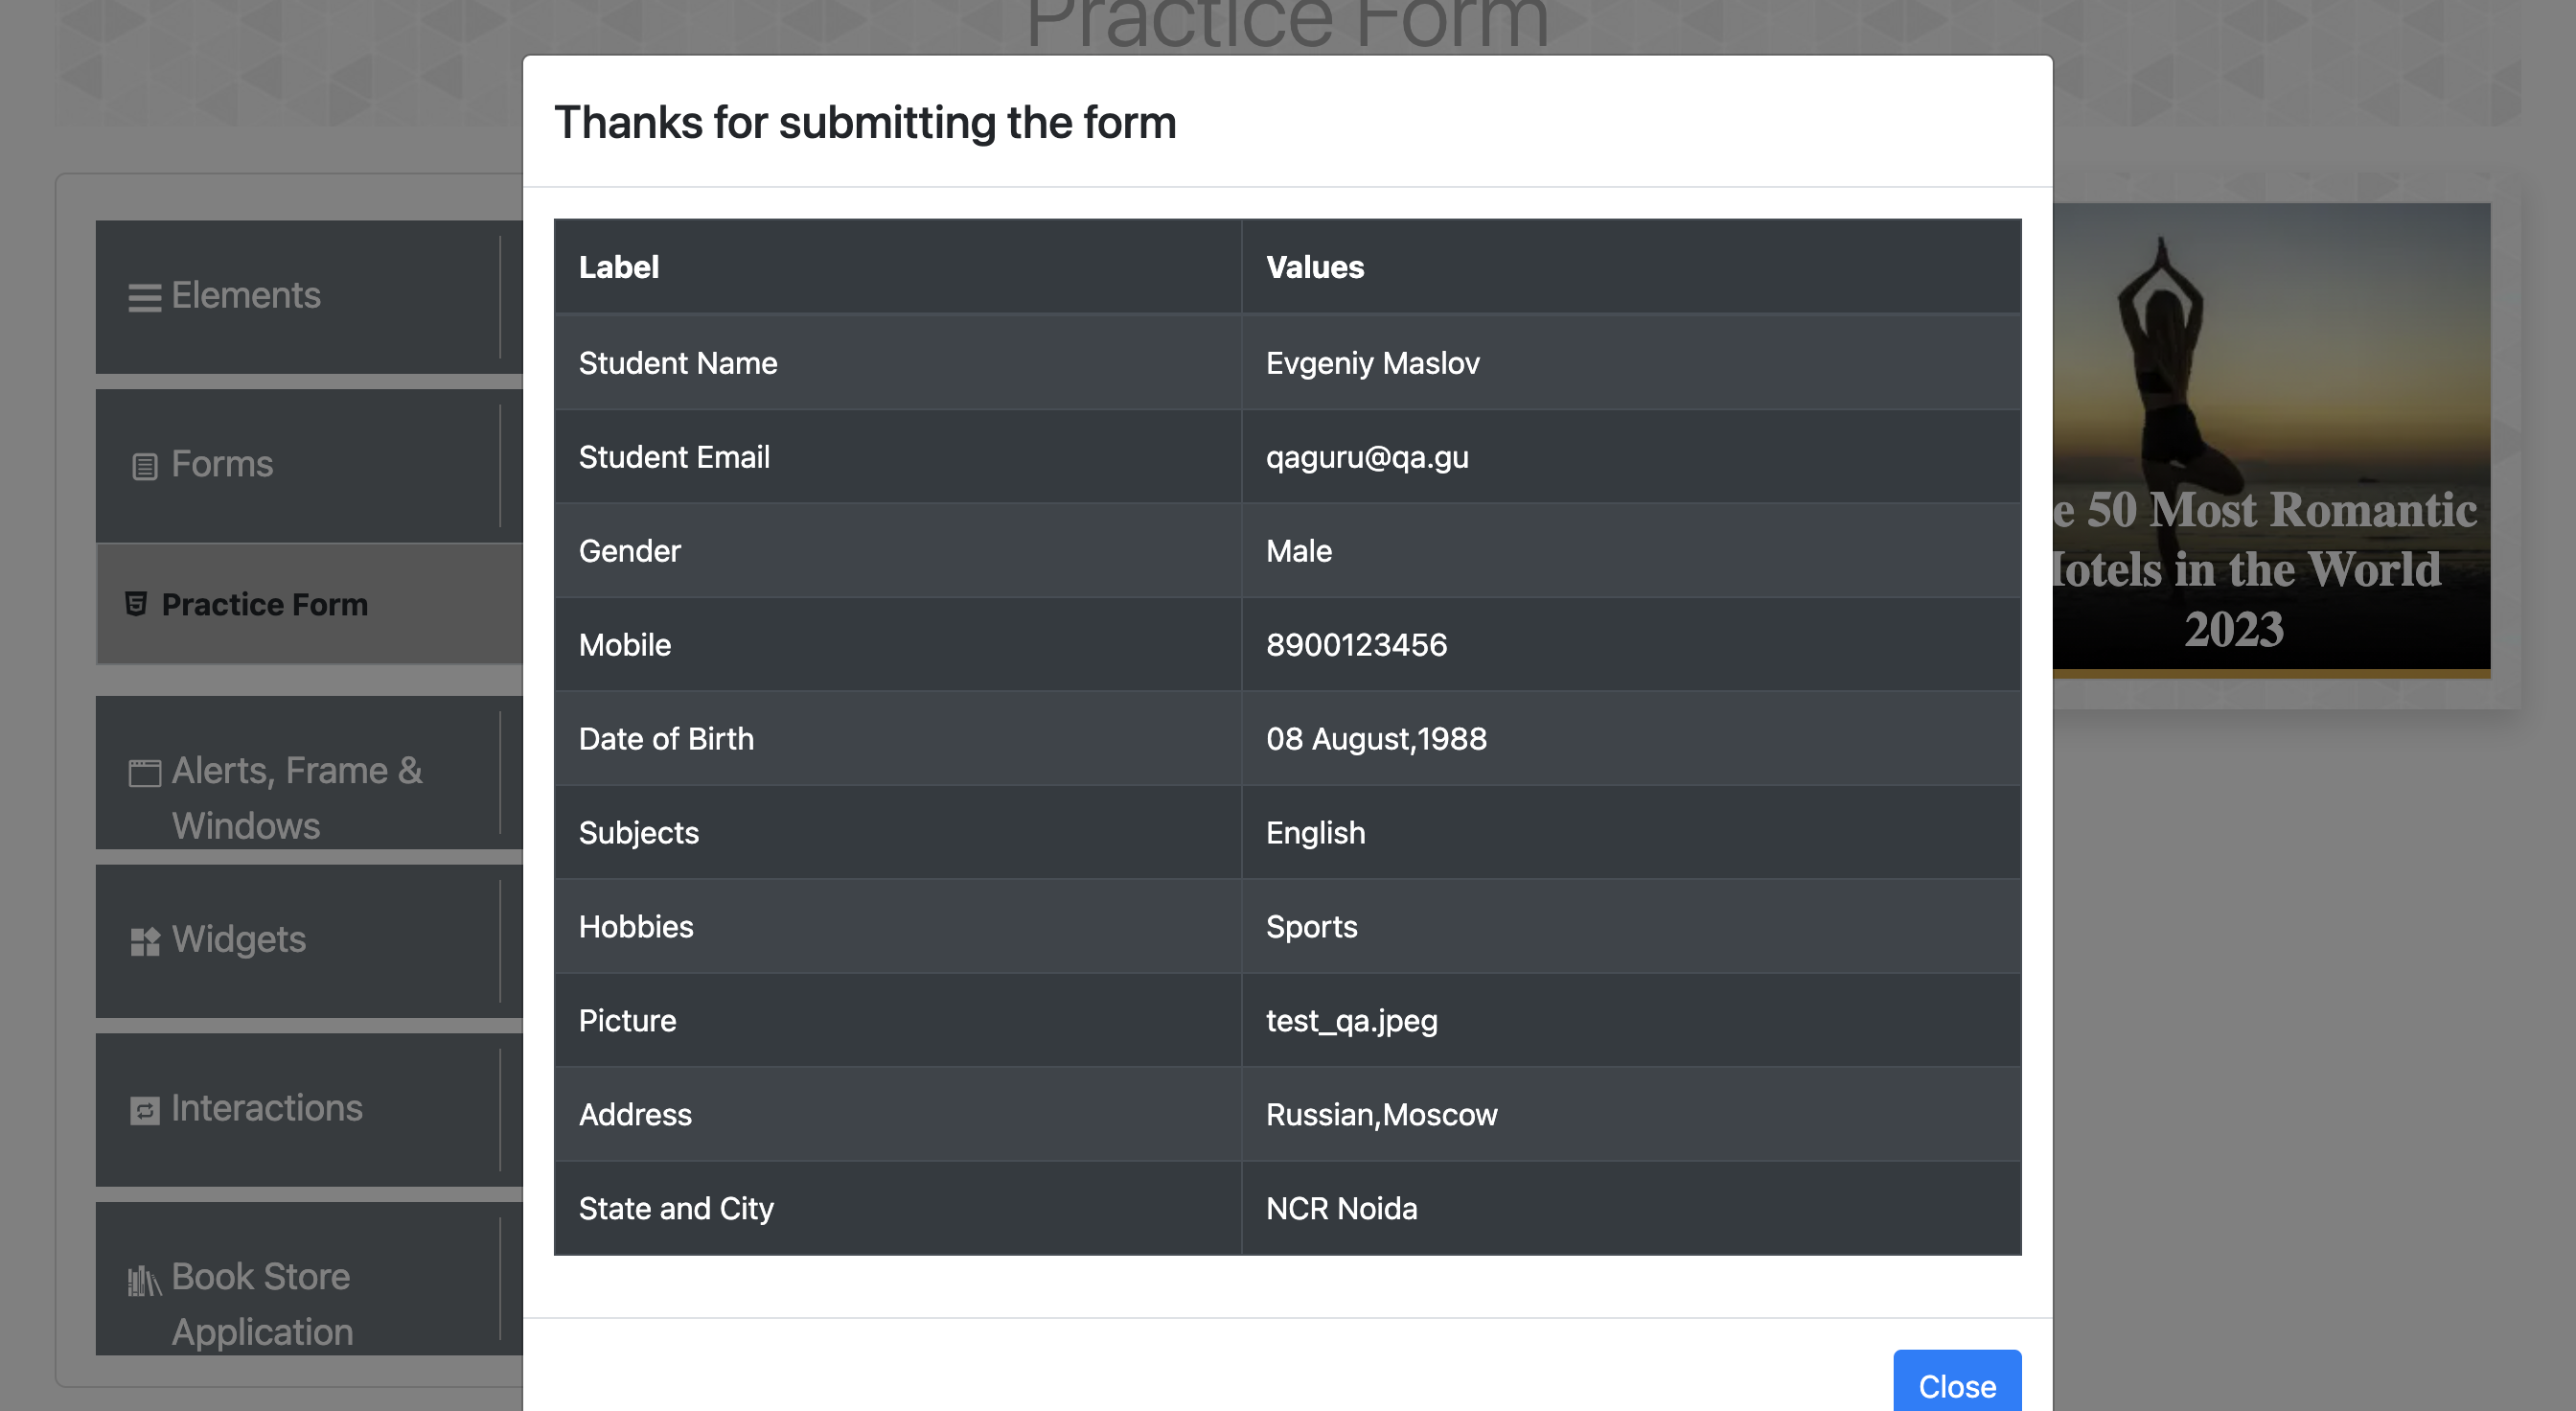 Practice Form
Thanks for submitting the form
Label Values
Student Name Evgeniy Maslov
Student Email qaguru@qa.gu
Gender Male
Mobile 8900123456
Date of Birth 08 August,1988
Subjects English
Hobbies Sports
Picture test_qa.jpeg
Address Russian,Moscow
State and City NCR Noida
Close
Elements
Forms
Practice Form
Alerts, Frame &
Windows
Widgets
Interactions
Book Store
Application
50 Most Romantic
in the World
2023